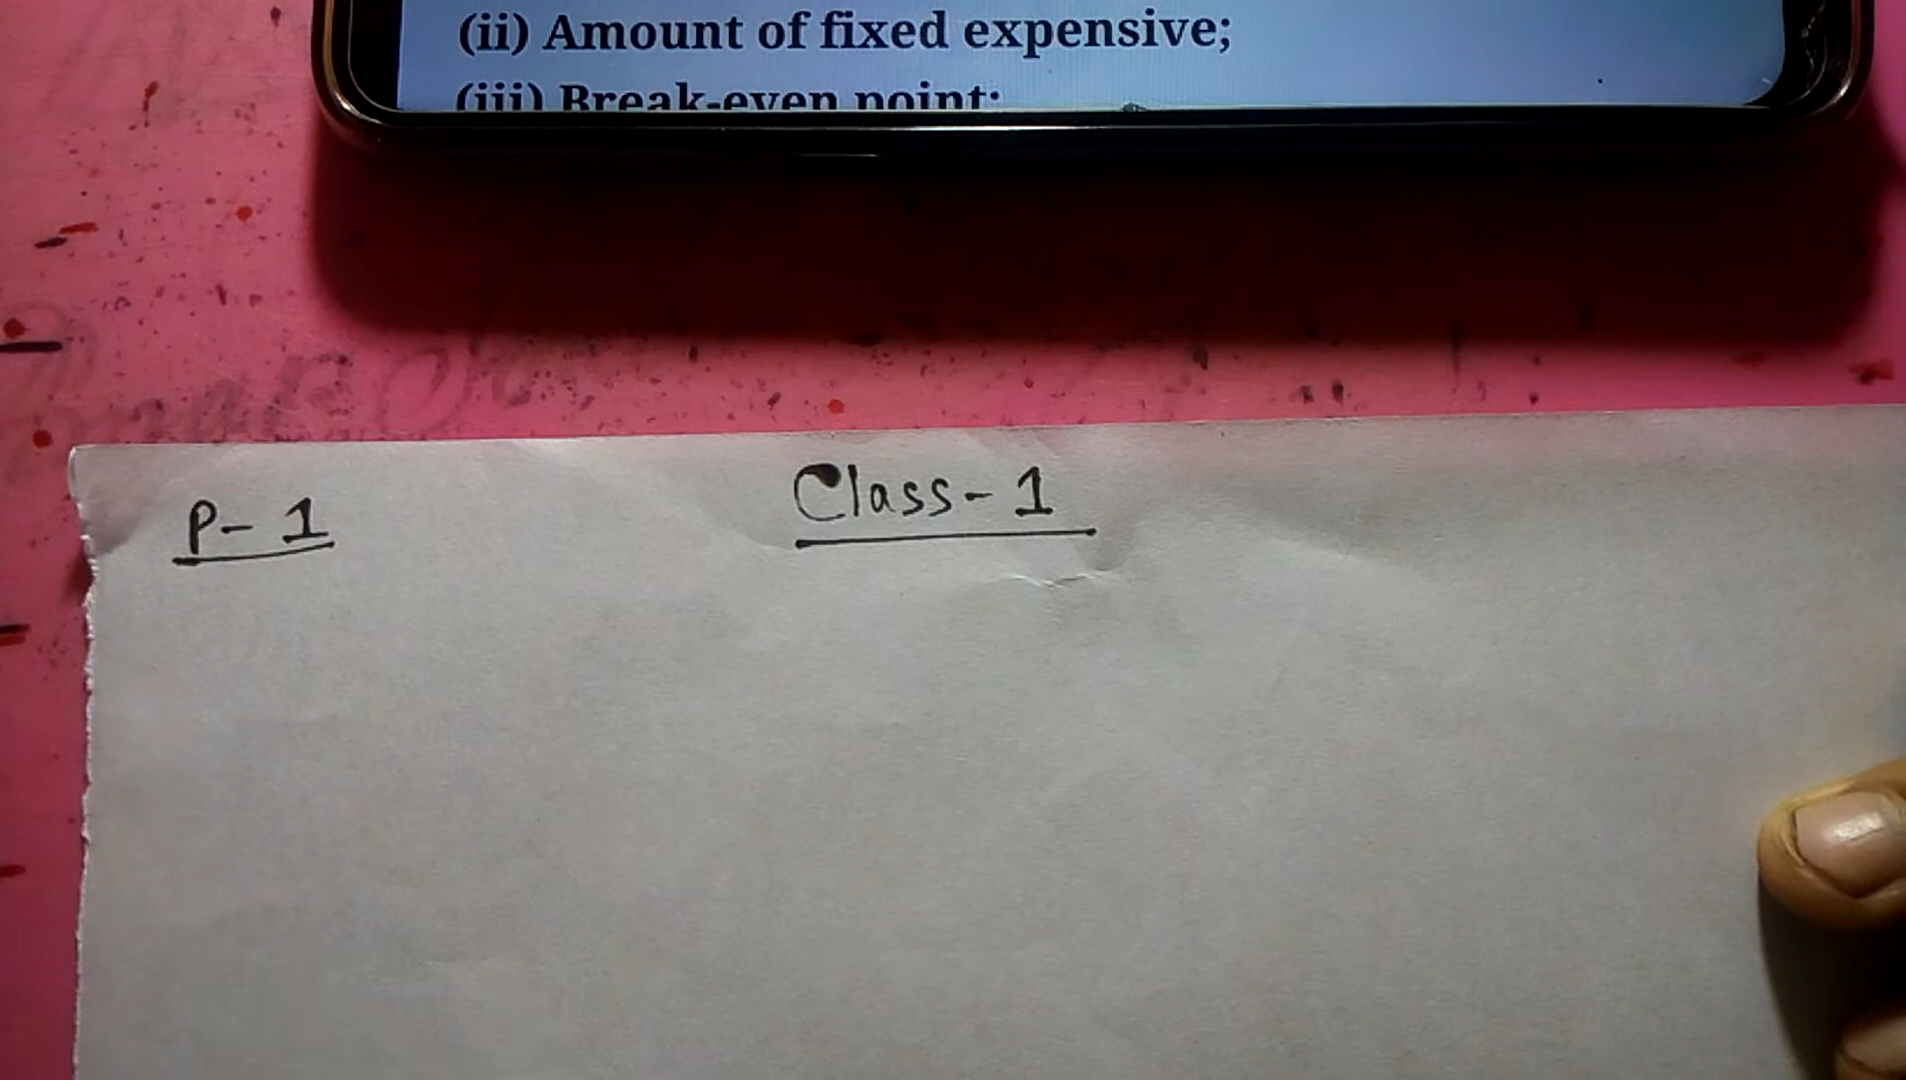 (ii) Amount of fixed expensive;
(iii) Break-even point;
P- 1
Class- 1